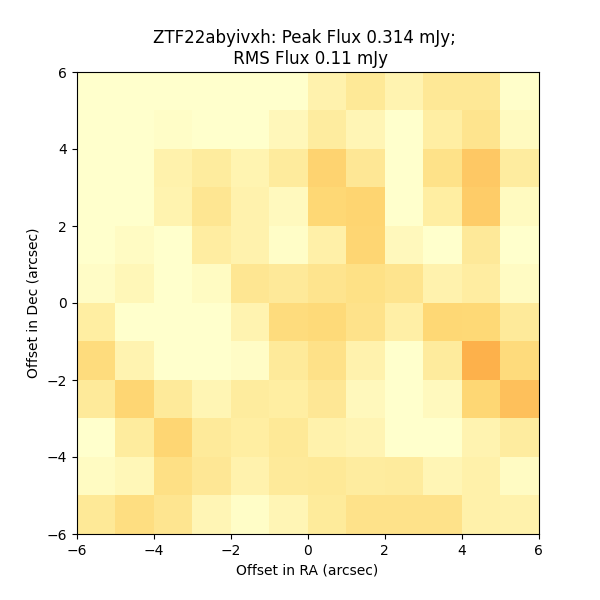 ZTF22abyivxh: Peak Flux 0.314 mJy;
RMS Flux 0.11 mJy
6
4
2
0
−2
−4
−6
Offset in Dec (arcsec)
−6 −4 −2 0 2 4 6
Offset in RA (arcsec)